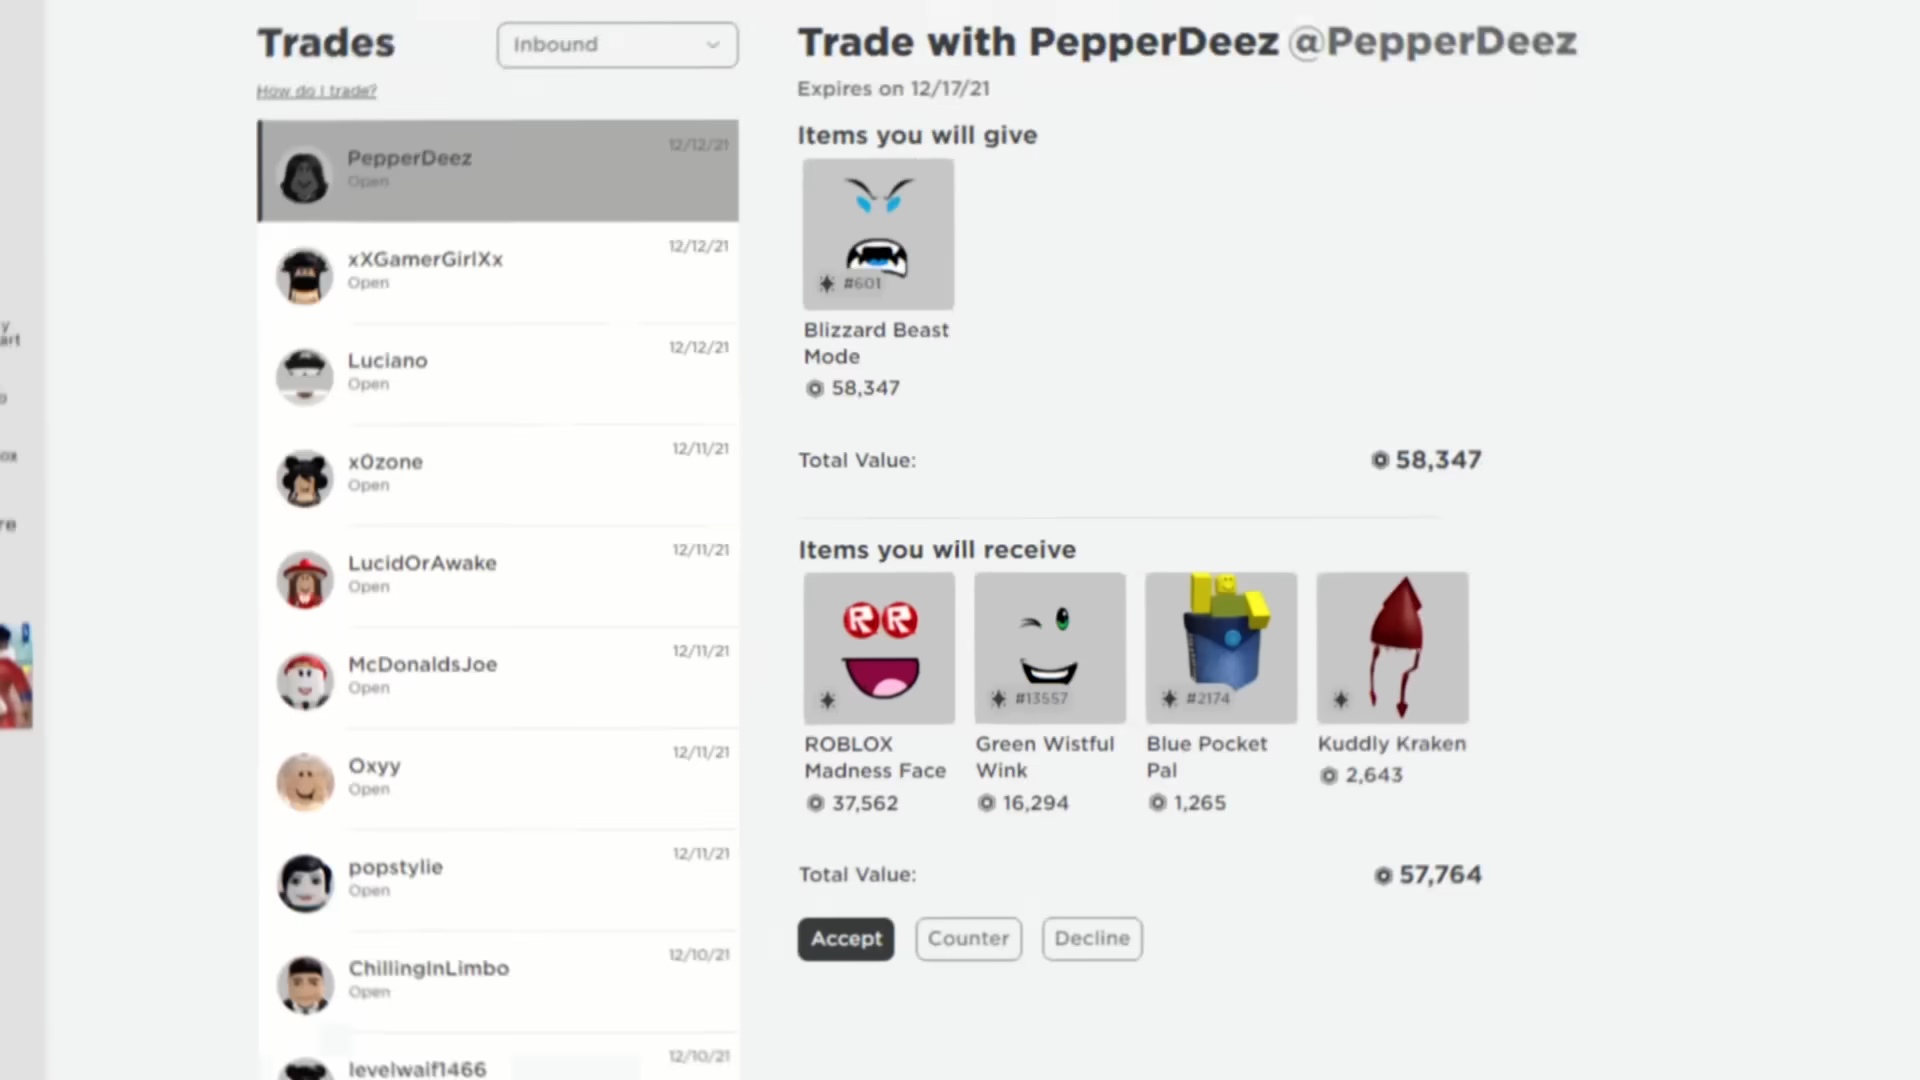 Trades
Inbound
How do I trade?
PepperDeez
12/12/21
Open
xXGamerGirlXx
12/12/21
Open
Luciano
12/12/21
Open
x0zone
12/11/21
Open
LucidOrAwake
12/11/21
Open
McDonaldsJoe
12/11/21
Open
Oxyy
12/11/21
Open
popstylie
12/11/21
Open
ChillingInLimbo
12/10/21
Open
12/10/21
Trade with PepperDeez @PepperDeez
Expires on 12/17/21
Items you will give
#601
Blizzard Beast
Mode
58,347
Total Value:
58,347
Items you will receive
R R
#13557
#2174
ROBLOX
Madness Face
37,562
Green Wistful
Wink
16,294
Blue Pocket
Pal
1,265
Kuddly Kraken
2,643
Total Value:
57,764
Accept
Counter
Decline